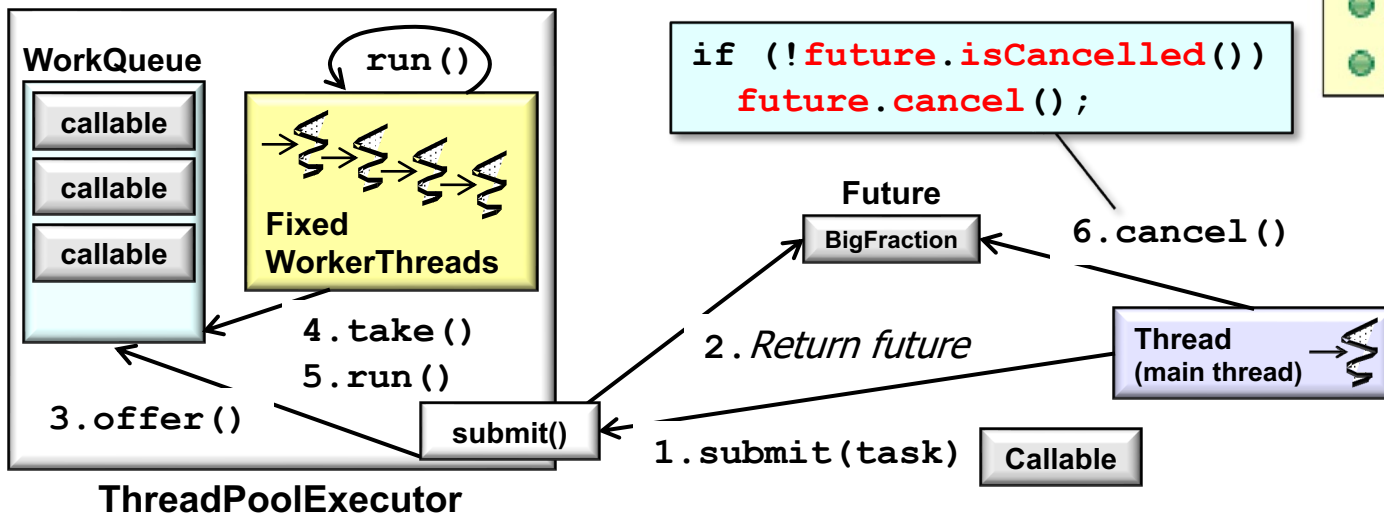 WorkQueue
callable
callable
callable
run()
Fixed
WorkerThreads
4.take()
5.run()
3.offer()
submit()
ThreadPoolExecutor
if (!future.isCancelled())
future.cancel();
Future
BigFraction
6.cancel()
2.Return future
Thread
(main thread)
1.submit(task)
Callable